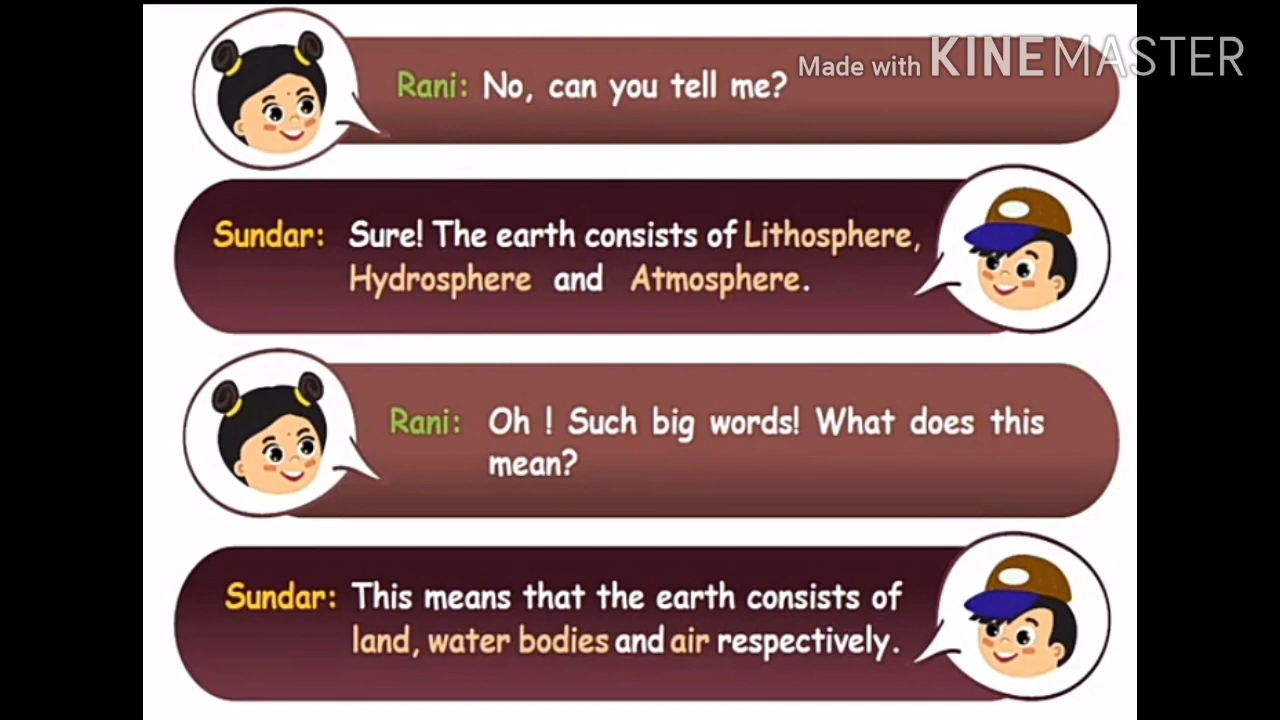 Made with KINEMASTER
Rani: No, can you tell me?
Sundar: Sure! The earth consists of Lithosphere,
Hydrosphere and Atmosphere.
Rani: Oh ! Such big words! What does this
mean?
Sundar: This means that the earth consists of
land, water bodies and air respectively.